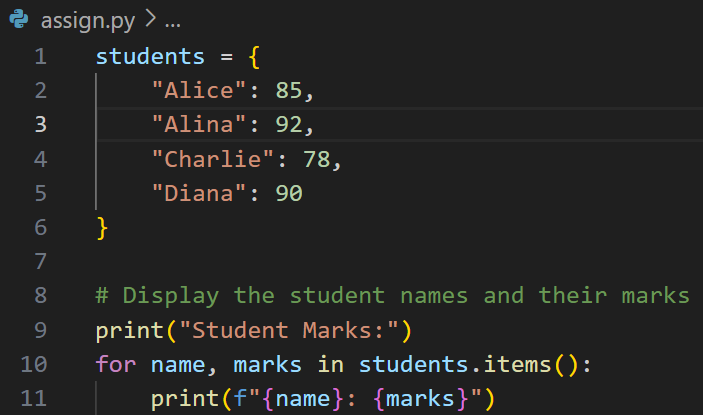 assign.py > ...
1 students = {
2     "Alice": 85,
3     "Alina": 92,
4     "Charlie": 78,
5     "Diana": 90
6 }
7
8 # Display the student names and their marks
9 print("Student Marks:")
10 for name, marks in students.items():
11     print(f"{name}: {marks}")